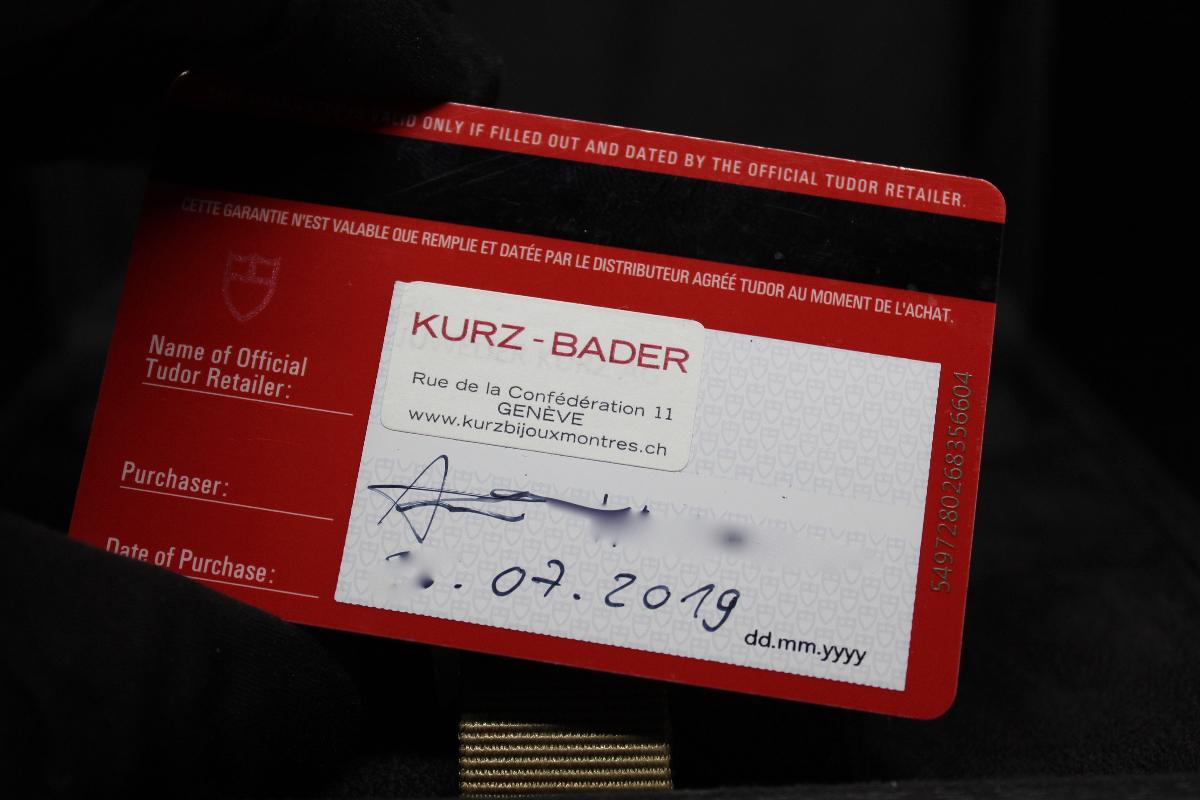 VALID ONLY IF FILLED OUT AND DATED BY THE OFFICIAL TUDOR RETAILER.
CETTE GARANTIE N'EST VALABLE QUE REMPLIE ET DATÉE PAR LE DISTRIBUTEUR AGRÉÉ TUDOR AU MOMENT DE L'ACHAT.
Name of Official
Tudor Retailer:
KURZ - BADER
Rue de la Confédération 11
GENÈVE
www.kurzbijouxmontres.ch
Purchaser:
Date of Purchase:
. 07. 2019
dd.mm.yyyy
5497280268356604